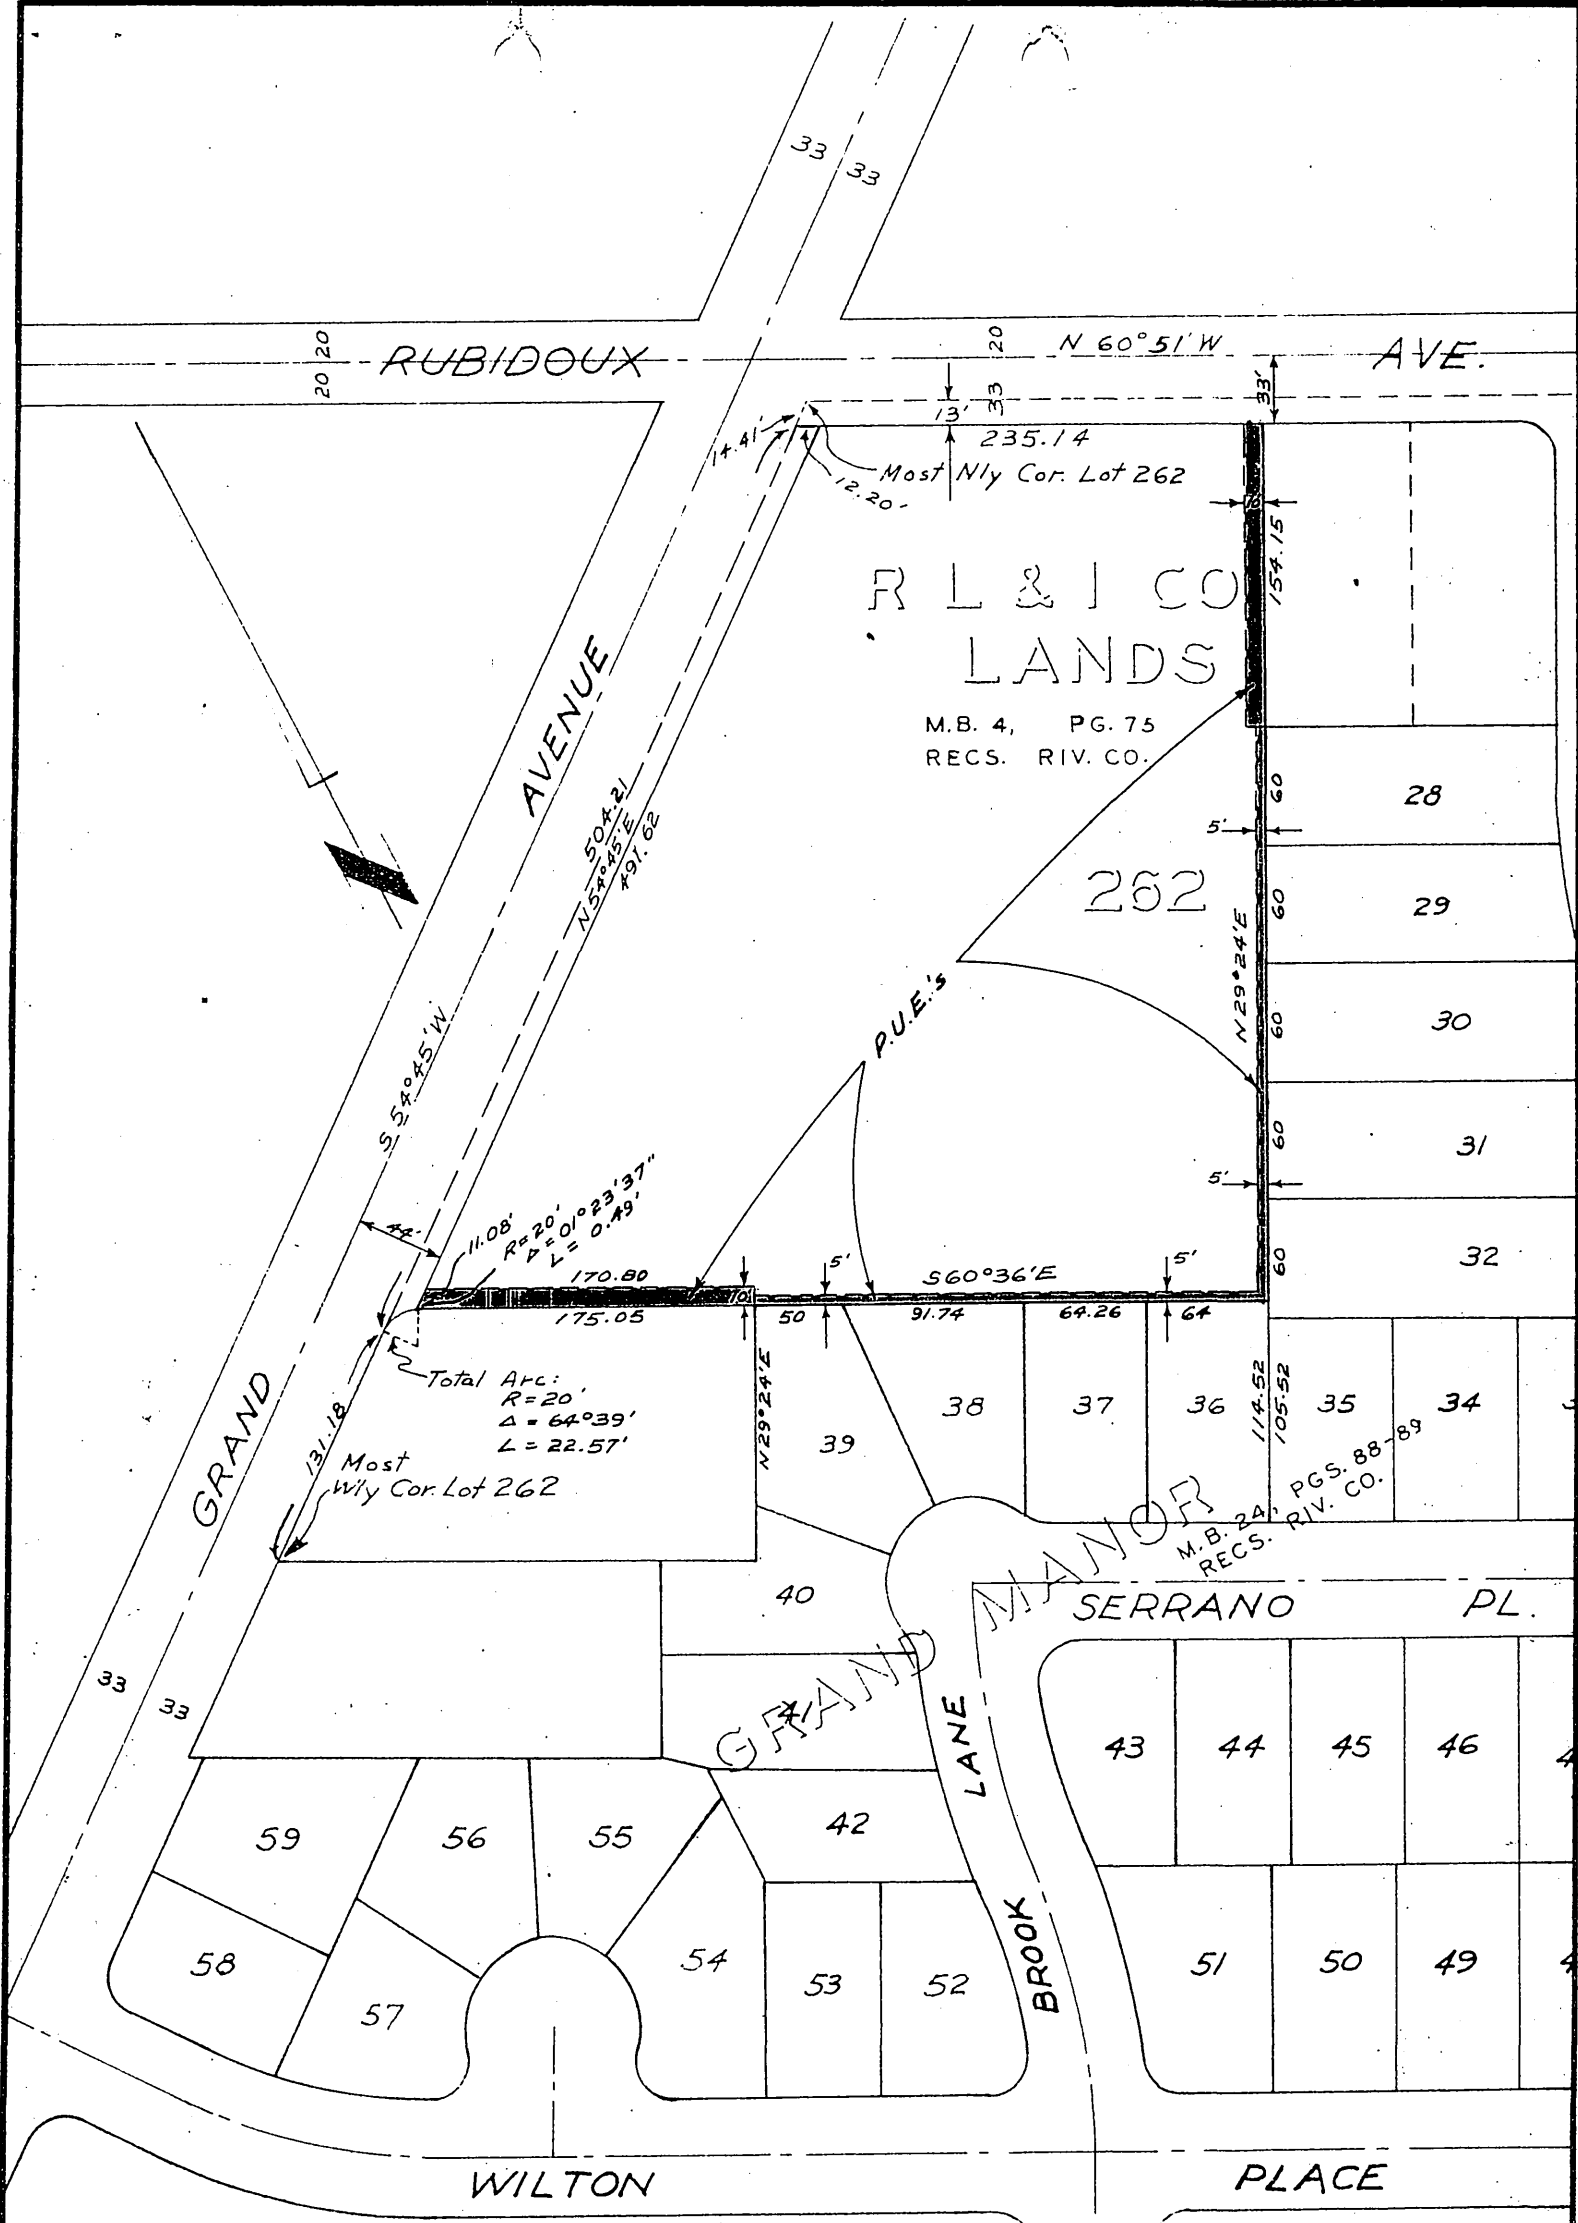 33
33
20
20
RUBIDOUX
20
33
N 60°51'W
AVE.
33'
13'
235.14
14.41'
12.20
Most Nly Cor. Lot 262
10'
154.15
R L & I CO
LANDS
M.B. 4, PG. 75
RECS. RIV. CO.
AVENUE
504.21
N54°45'E
491.62
60
28
5'
262
60
29
N29°24'E
60
30
P.U.E.'s
S 54°45'W
60
31
5'
60
32
44'
11.08'
R=20'
Δ=01°23'37"
L= 0.49'
170.80
10'
5'
S60°36'E
5'
175.05
50
91.74
64.26
64
Total Arc:
R=20'
Δ=64°39'
L=22.57'
N29°24'E
131.18
Most
Wly Cor. Lot 262
GRAND
39
38
37
36
114.52
105.52
35
34
GRAND MANOR
M.B. 24, PGS. 88-89
RECS. RIV. CO.
40
SERRANO PL.
33
33
41
LANE
43
44
45
46
59
56
55
42
58
57
54
53
52
BROOK
51
50
49
WILTON PLACE